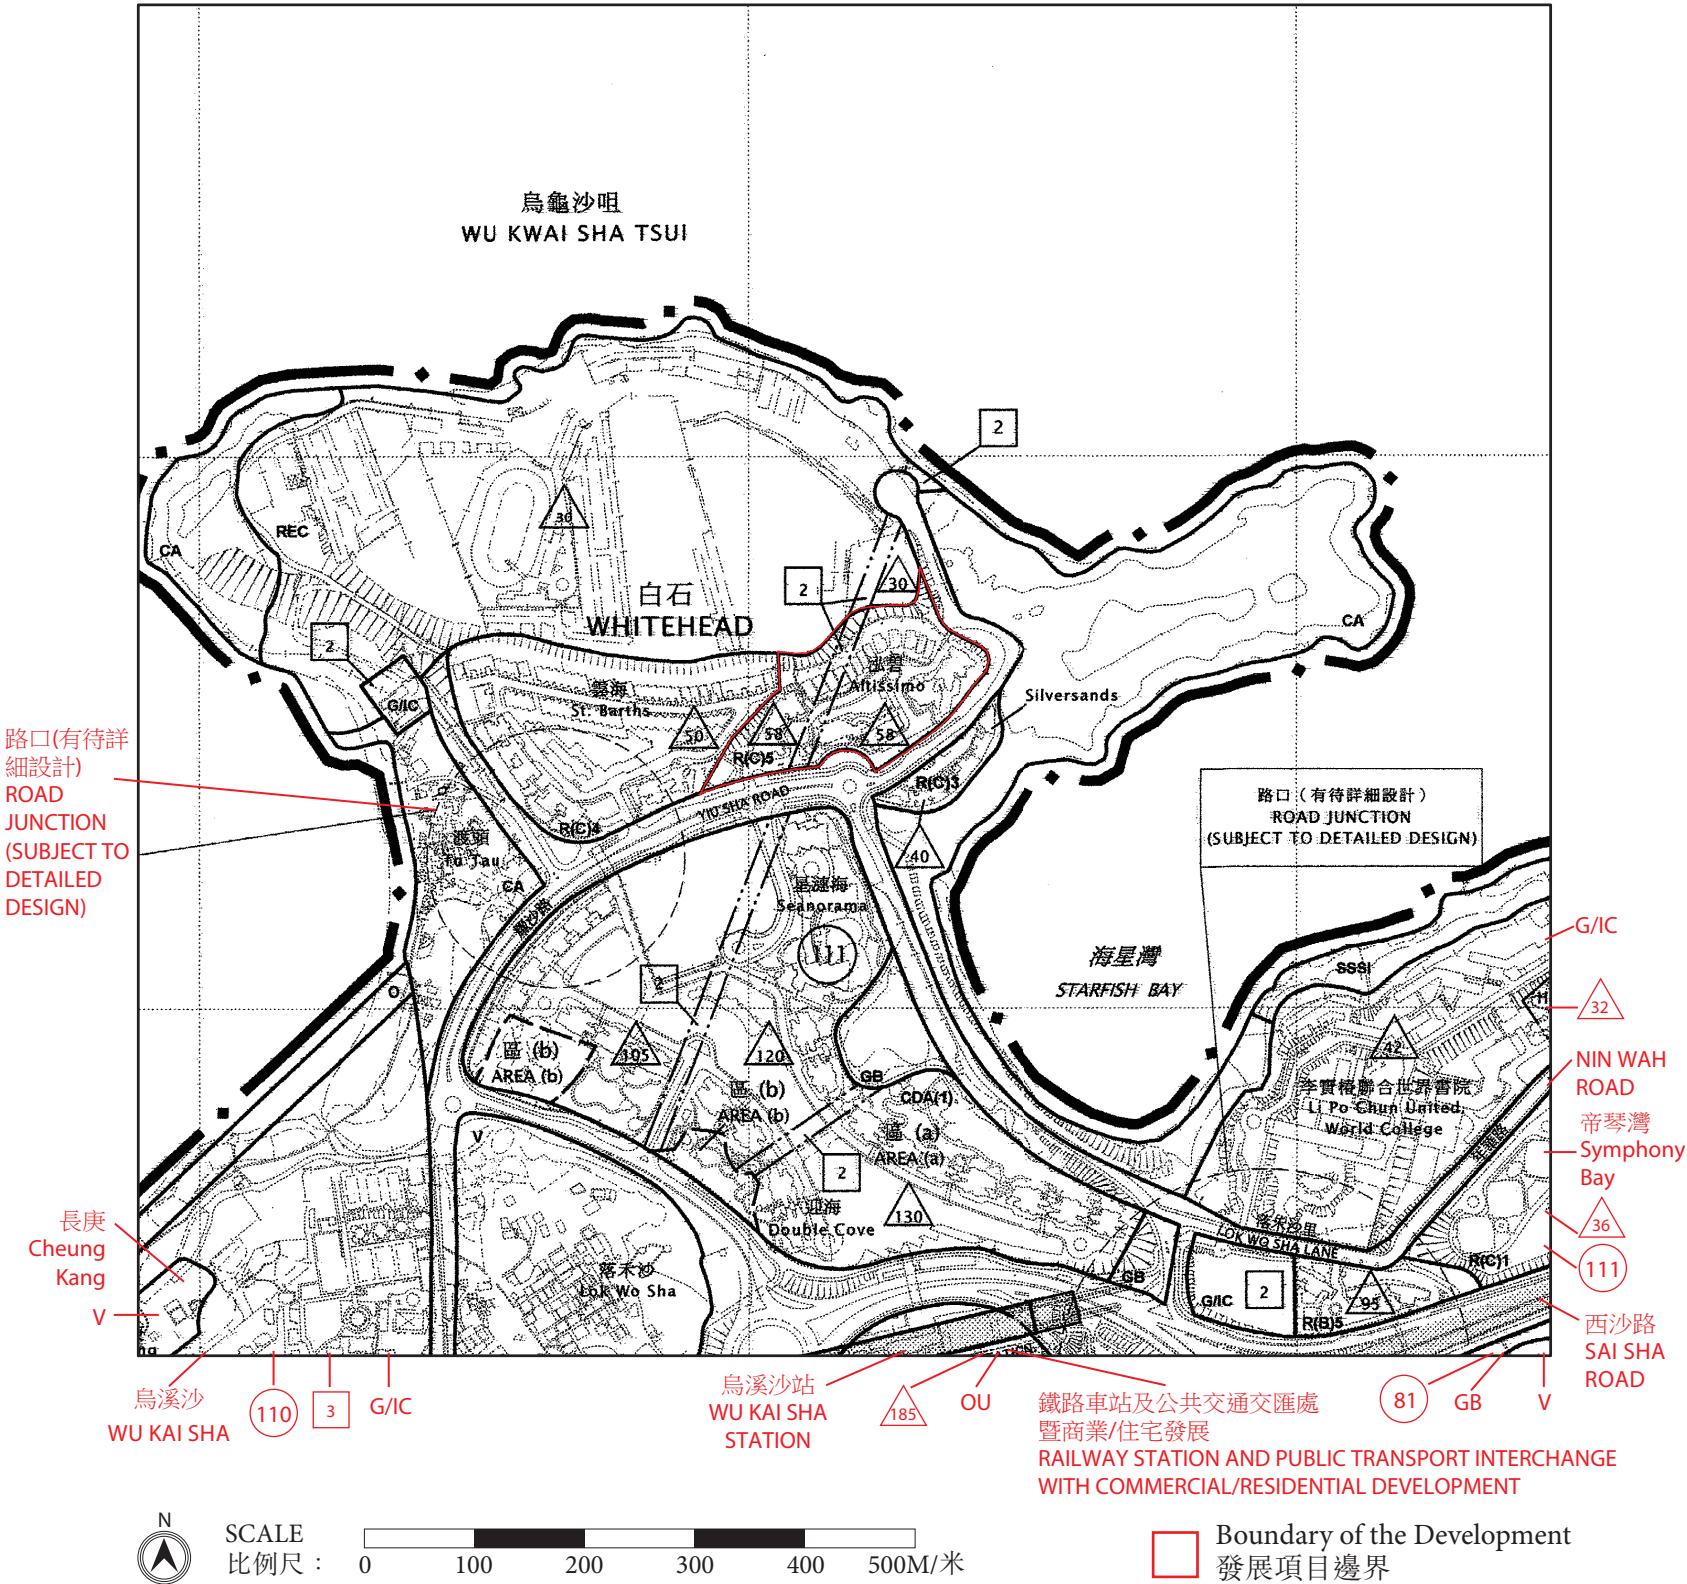 烏龜沙咀
WU KWAI SHA TSUI
2
30
REC
CA
白石
WHITEHEAD
2
30
CA
2
G/IC
雲海
St. Barths
泓碧
Altissimo
Silversands
50
58
58
R(C)5
R(C)3
R(C)4
YIU SHA ROAD
40
路口(有待詳
細設計)
ROAD
JUNCTION
(SUBJECT TO
DETAILED
DESIGN)
渡頭
Tu Tau
CA
路口（有待詳細設計）
ROAD JUNCTION
(SUBJECT TO DETAILED DESIGN)
星漣海
Seanorama
111
2
O
海星灣
STARFISH BAY
SSSI
G/IC
H
32
區 (b)
AREA (b)
105
120
區 (b)
AREA (b)
GB
CDA(1)
區 (a)
AREA (a)
42
李寶椿聯合世界書院
Li Po Chun United
World College
NIN WAH
ROAD
帝琴灣
Symphony
Bay
36
111
V
2
130
迎海
Double Cove
落禾沙里
LOK WO SHA LANE
R(C)1
GB
G/IC
2
R(B)5
95
長庚
Cheung
Kang
V
落禾沙
Lok Wo Sha
西沙路
SAI SHA
ROAD
烏溪沙
WU KAI SHA
110
3
G/IC
烏溪沙站
WU KAI SHA
STATION
185
OU
鐵路車站及公共交通交匯處
暨商業/住宅發展
RAILWAY STATION AND PUBLIC TRANSPORT INTERCHANGE
WITH COMMERCIAL/RESIDENTIAL DEVELOPMENT
81
GB
V
N
SCALE
比例尺：
0 100 200 300 400 500M/米
Boundary of the Development
發展項目邊界